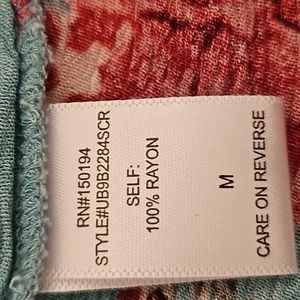 RN#150194
STYLE#UB9B2284SCR
SELF:
100% RAYON
M
CARE ON REVERSE